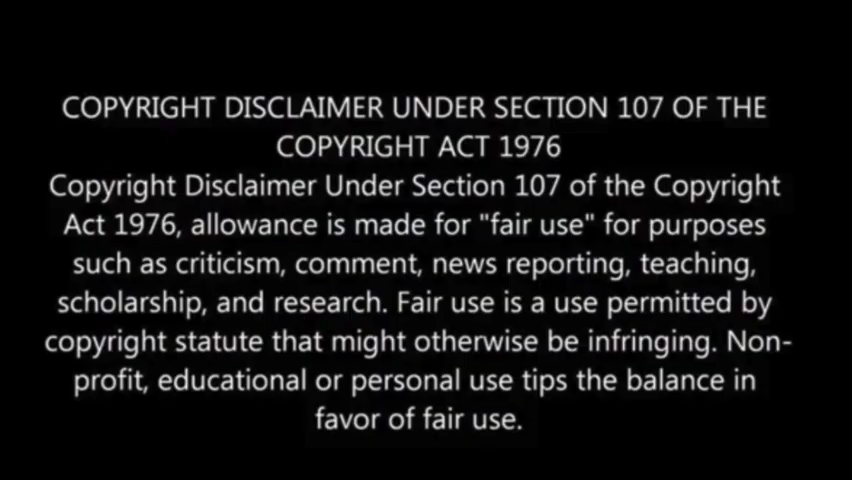 COPYRIGHT DISCLAIMER UNDER SECTION 107 OF THE
COPYRIGHT ACT 1976
Copyright Disclaimer Under Section 107 of the Copyright
Act 1976, allowance is made for "fair use" for purposes
such as criticism, comment, news reporting, teaching,
scholarship, and research. Fair use is a use permitted by
copyright statute that might otherwise be infringing. Non-
profit, educational or personal use tips the balance in
favor of fair use.